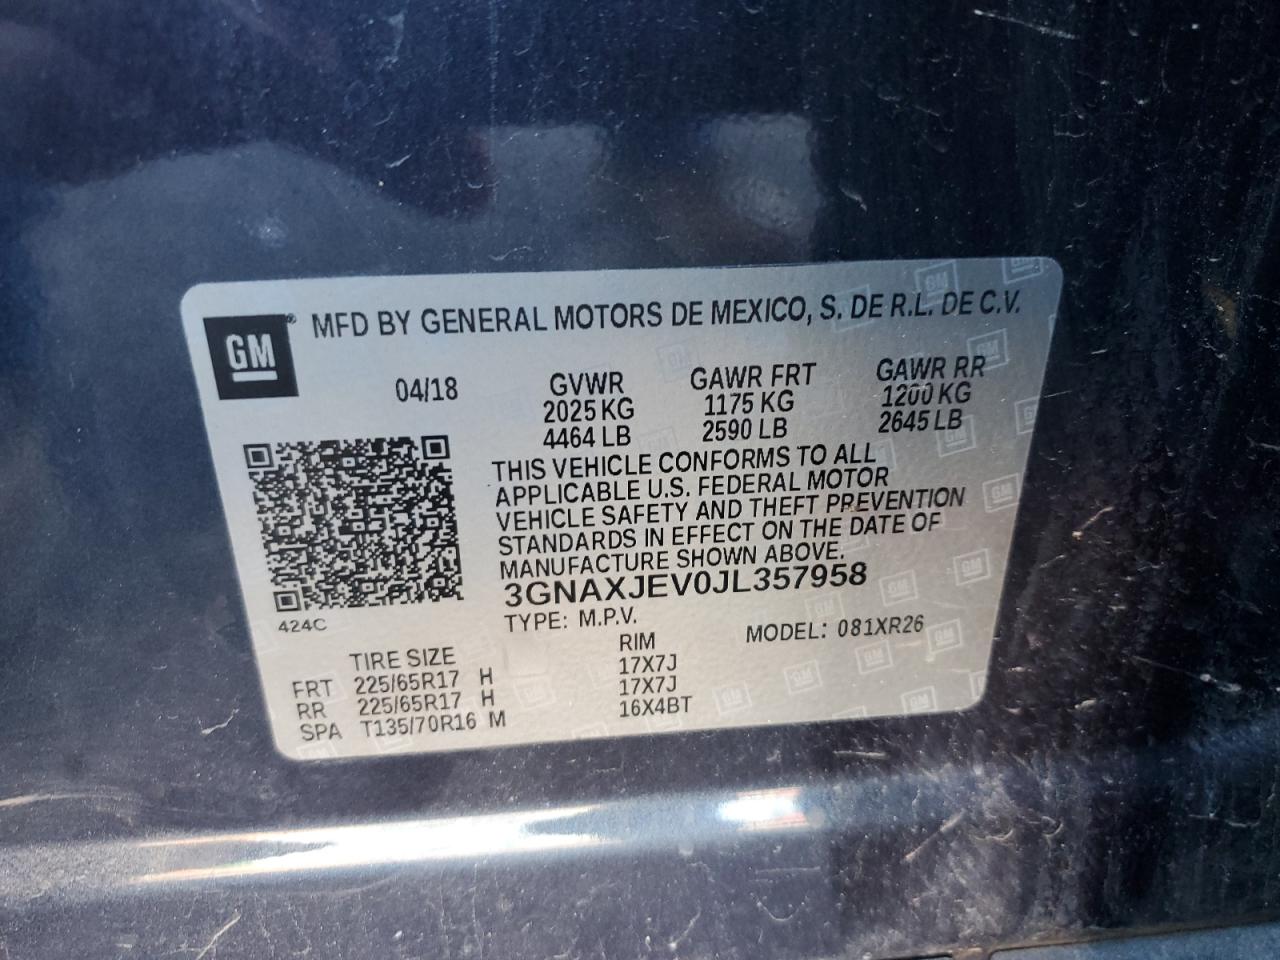 GM® MFD BY GENERAL MOTORS DE MEXICO, S. DE R.L. DE C.V.
04/18
GVWR GAWR FRT GAWR RR
2025 KG 1175 KG 1200 KG
4464 LB 2590 LB 2645 LB
THIS VEHICLE CONFORMS TO ALL
APPLICABLE U.S. FEDERAL MOTOR
VEHICLE SAFETY AND THEFT PREVENTION
STANDARDS IN EFFECT ON THE DATE OF
MANUFACTURE SHOWN ABOVE.
3GNAXJEV0JL357958
424C
TYPE: M.P.V. MODEL: 081XR26
TIRE SIZE RIM
FRT 225/65R17 H 17X7J
RR 225/65R17 H 17X7J
SPA T135/70R16 M 16X4BT